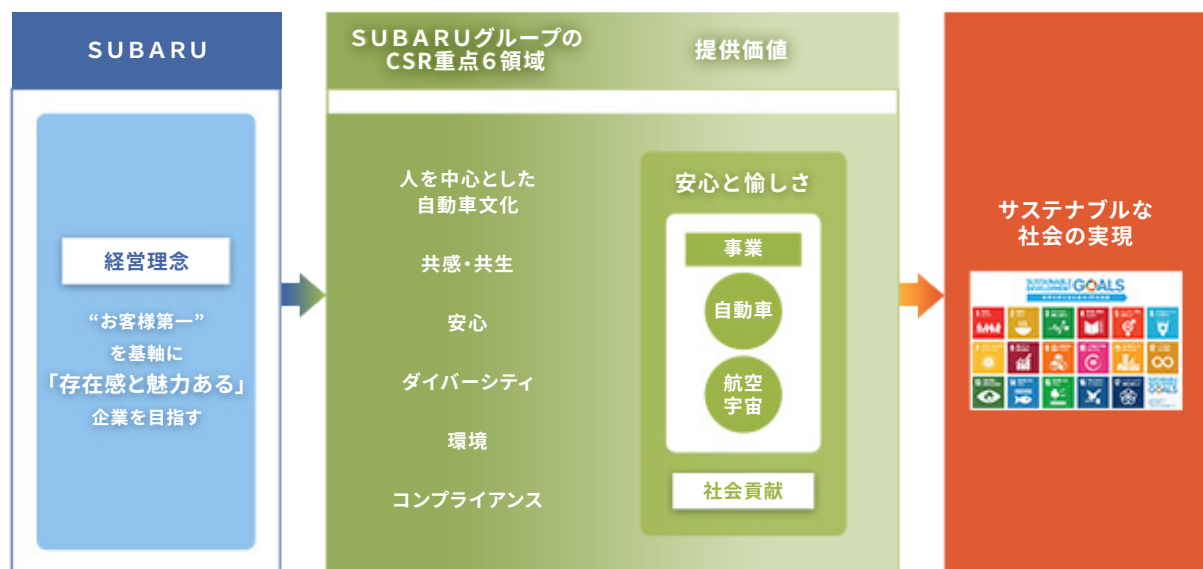 SUBARU
経営理念
“お客様第一”
を基軸に
「存在感と魅力ある」
企業を目指す
SUBARUグループの
CSR重点6領域
提供価値
人を中心とした
自動車文化
共感・共生
安心
ダイバーシティ
環境
コンプライアンス
安心と愉しさ
事業
自動車
航空
宇宙
社会貢献
サステナブルな
社会の実現
SUSTAINABLE DEVELOPMENT GOALS